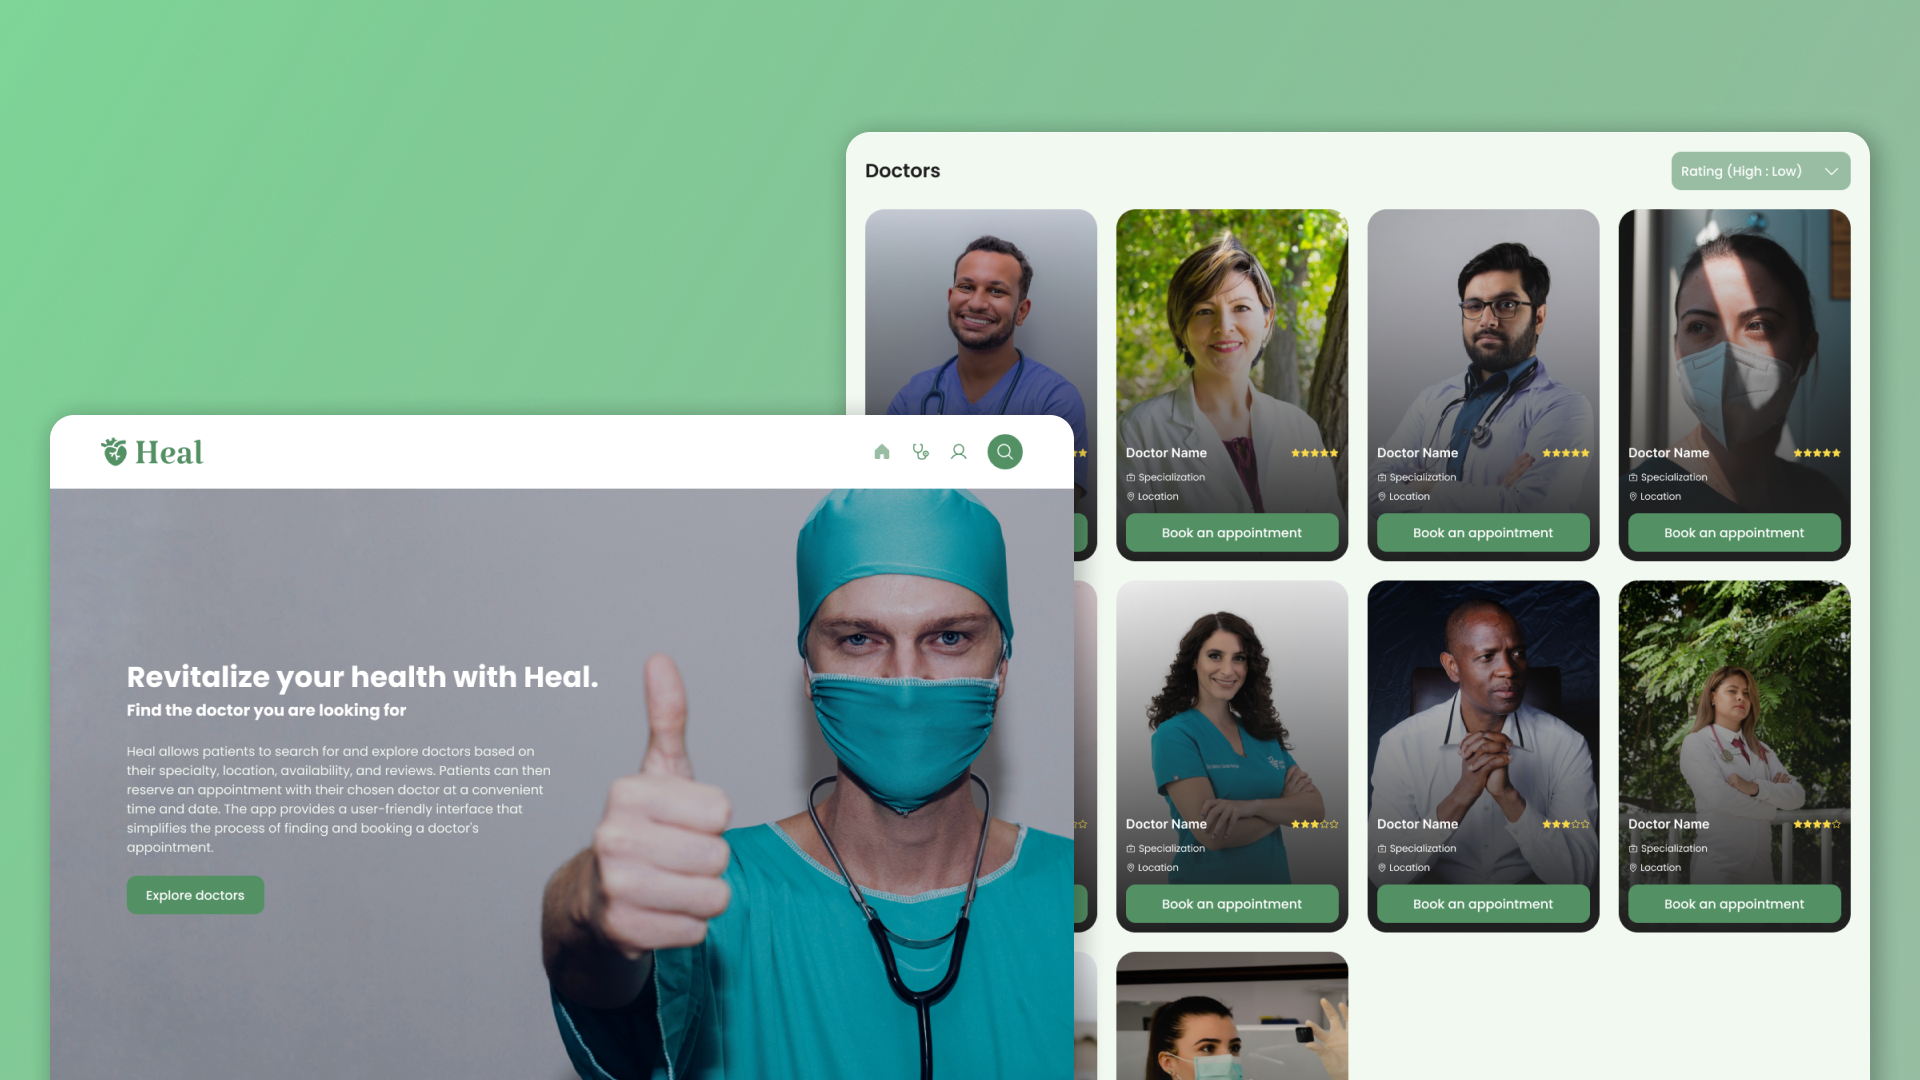 Doctors
Rating (High : Low)
Doctor Name
Specialization
Location
Book an appointment
Doctor Name
Specialization
Location
Book an appointment
Doctor Name
Specialization
Location
Book an appointment
Heal
Revitalize your health with Heal.
Find the doctor you are looking for
Heal allows patients to search for and explore doctors based on
their specialty, location, availability, and reviews. Patients can then
reserve an appointment with their chosen doctor at a convenient
time and date. The app provides a user-friendly interface that
simplifies the process of finding and booking a doctor's
appointment.
Explore doctors
Doctor Name
Specialization
Location
Book an appointment
Doctor Name
Specialization
Location
Book an appointment
Doctor Name
Specialization
Location
Book an appointment